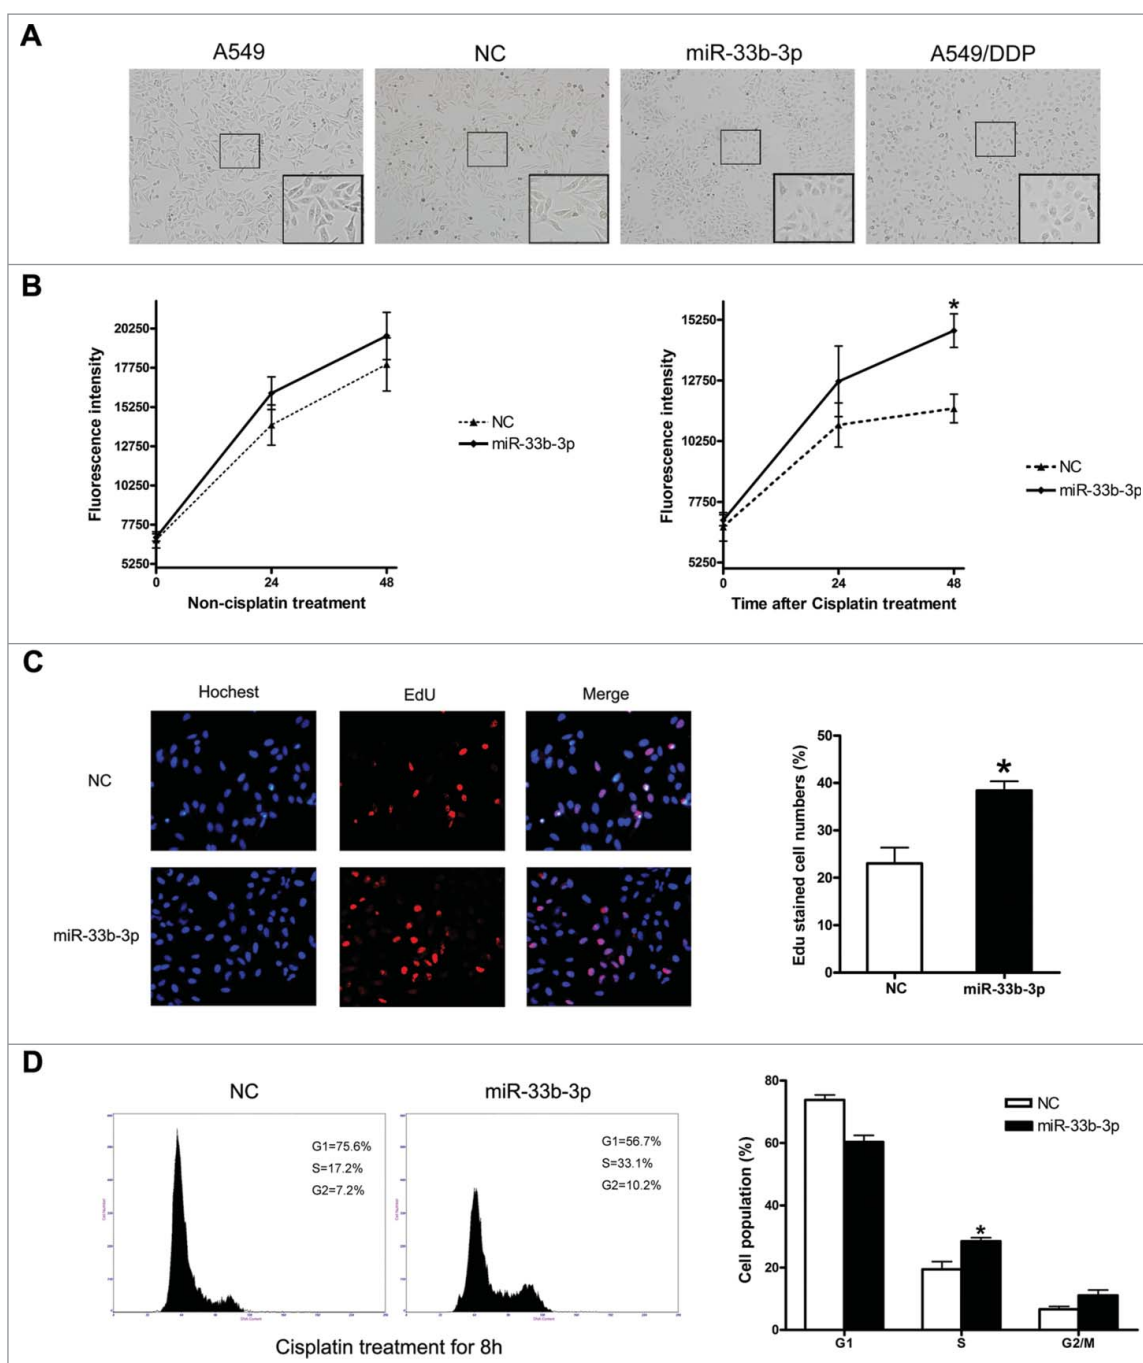 A
A549
NC
miR-33b-3p
A549/DDP
B
Fluorescence intensity
20250
17750
15250
12750
10250
7750
5250
0
24
48
Non-cisplatin treatment
NC
miR-33b-3p
Fluorescence intensity
*
15250
12750
10250
7750
5250
0
24
48
Time after Cisplatin treatment
NC
miR-33b-3p
C
Hochest
EdU
Merge
NC
miR-33b-3p
Edu stained cell numbers (%)
50
40
30
20
10
0
*
NC
miR-33b-3p
D
NC
G1=75.6%
S=17.2%
G2=7.2%
miR-33b-3p
G1=56.7%
S=33.1%
G2=10.2%
Cisplatin treatment for 8h
Cell population (%)
80
60
40
20
0
NC
miR-33b-3p
*
G1
S
G2/M